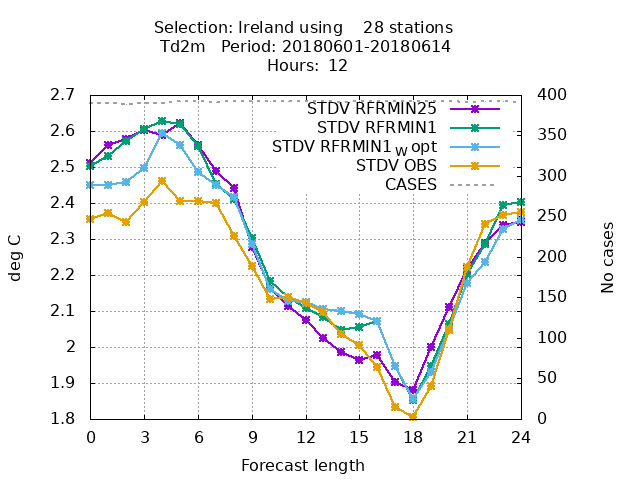 Selection: Ireland using    28 stations
Td2m   Period: 20180601-20180614
Hours:  12
2.7
2.6
2.5
2.4
2.3
2.2
2.1
2
1.9
1.8
deg C
STDV RFRMIN25
STDV RFRMIN1
STDV RFRMIN1_W opt
STDV OBS
CASES
400
350
300
250
200
150
100
50
0
No cases
0 3 6 9 12 15 18 21 24
Forecast length